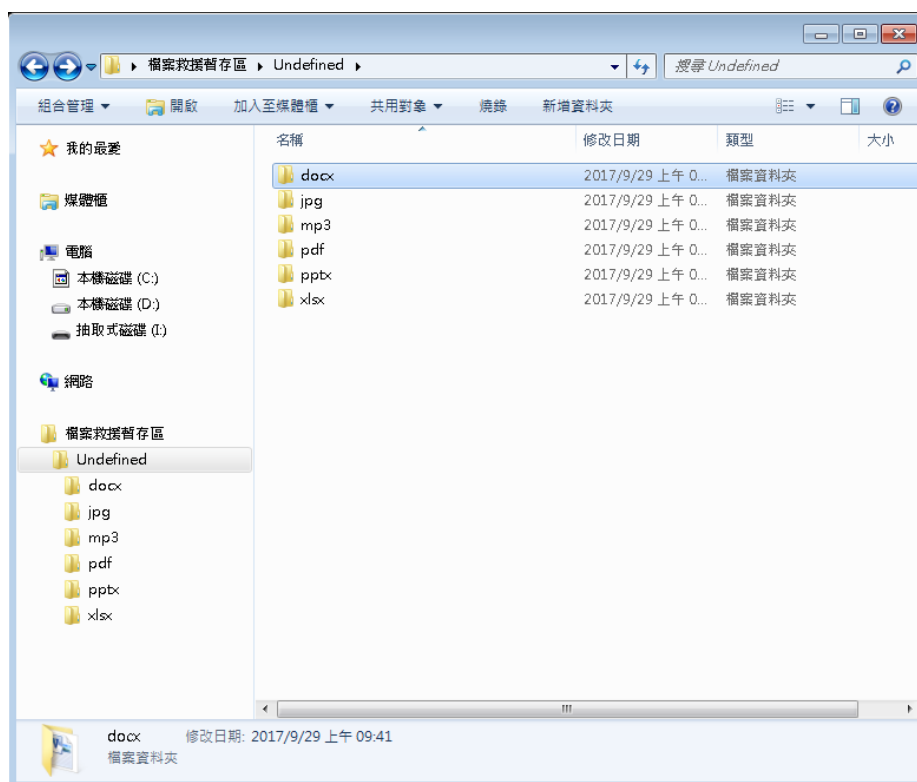 檔案救援暫存區 Undefined
搜尋 Undefined
組合管理 開啟 加入至媒體櫃 共用對象 燒錄 新增資料夾
我的最愛
媒體櫃
電腦
本機磁碟 (C:)
本機磁碟 (D:)
抽取式磁碟 (I:)
網路
檔案救援暫存區
Undefined
docx
jpg
mp3
pdf
pptx
xlsx
名稱 修改日期 類型 大小
docx 2017/9/29 上午 0... 檔案資料夾
jpg 2017/9/29 上午 0... 檔案資料夾
mp3 2017/9/29 上午 0... 檔案資料夾
pdf 2017/9/29 上午 0... 檔案資料夾
pptx 2017/9/29 上午 0... 檔案資料夾
xlsx 2017/9/29 上午 0... 檔案資料夾
docx 修改日期: 2017/9/29 上午 09:41
檔案資料夾